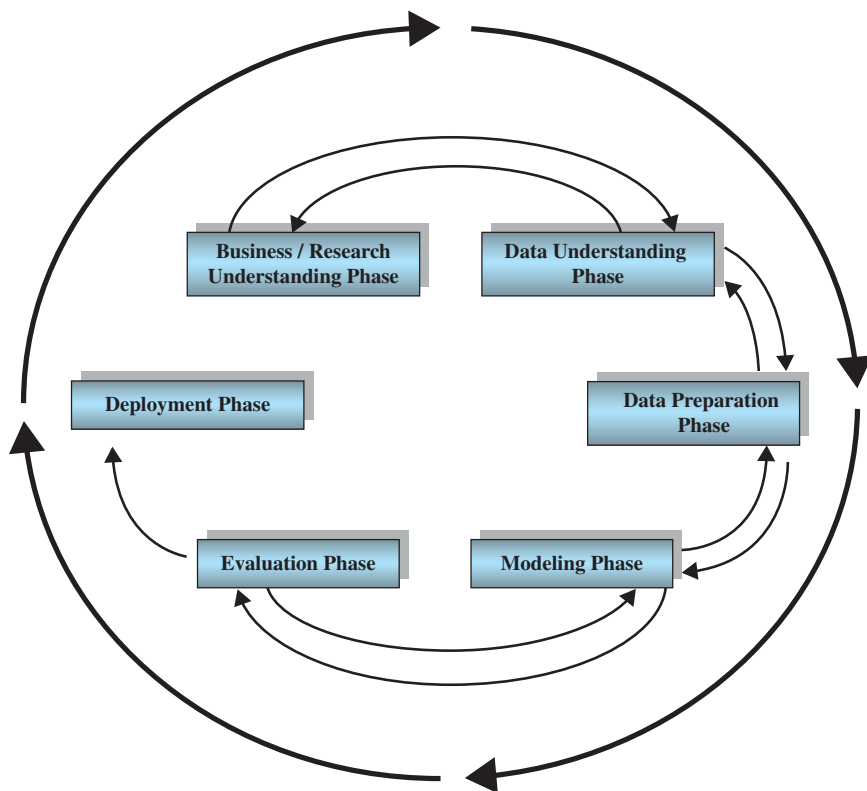 Business / Research
Understanding Phase
Data Understanding
Phase
Deployment Phase
Data Preparation
Phase
Evaluation Phase
Modeling Phase